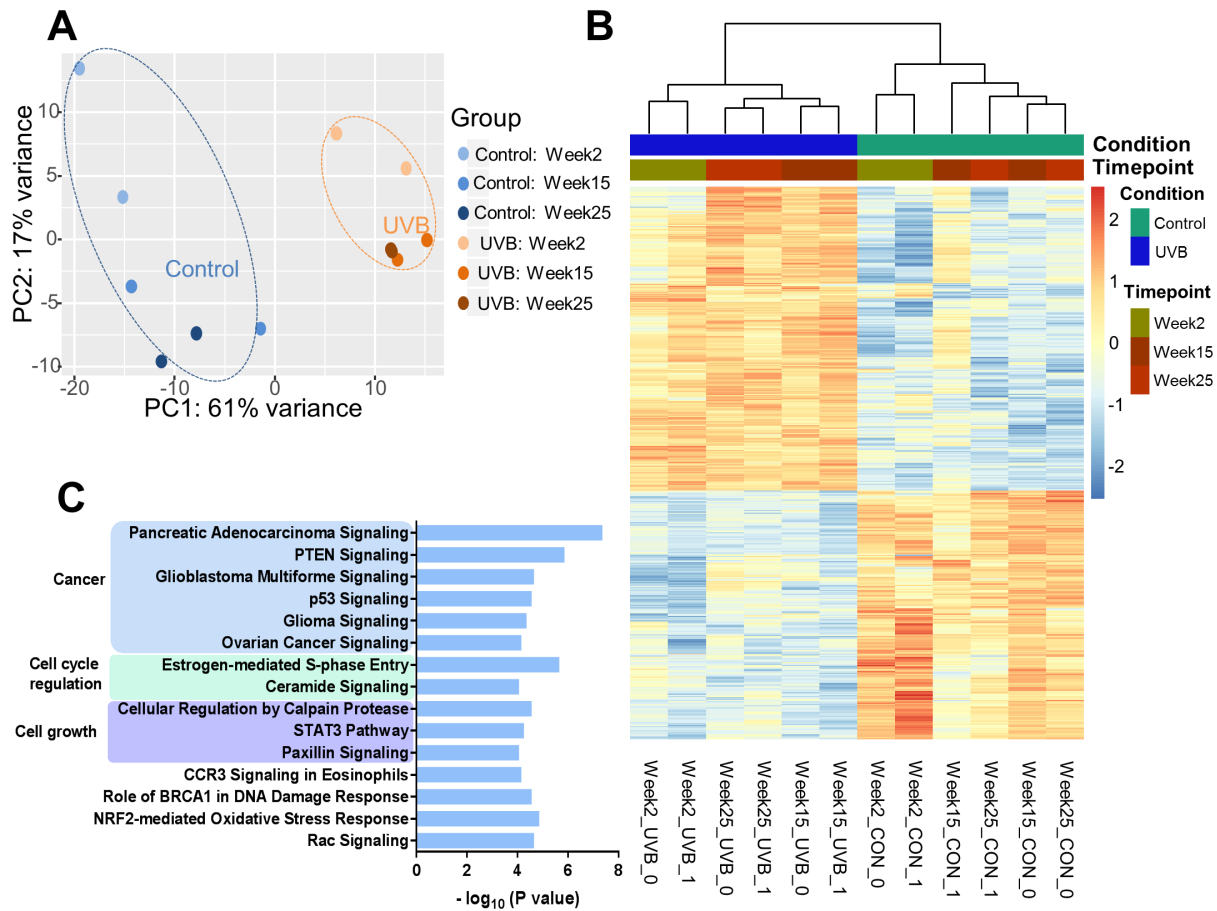 A
PC2: 17% variance
10
5
0
-5
-10
-20
-10
0
10
PC1: 61% variance
Control
UVB
Group
Control: Week2
Control: Week15
Control: Week25
UVB: Week2
UVB: Week15
UVB: Week25
B
Condition
Timepoint
Condition
Control
UVB
Timepoint
Week2
Week15
Week25
2
1
0
-1
-2
Week2_UVB_0
Week2_UVB_1
Week25_UVB_0
Week25_UVB_1
Week15_UVB_0
Week15_UVB_1
Week2_CON_0
Week2_CON_1
Week15_CON_1
Week25_CON_1
Week15_CON_0
Week25_CON_0
C
Cancer
Pancreatic Adenocarcinoma Signaling
PTEN Signaling
Glioblastoma Multiforme Signaling
p53 Signaling
Glioma Signaling
Ovarian Cancer Signaling
Cell cycle
regulation
Estrogen-mediated S-phase Entry
Ceramide Signaling
Cell growth
Cellular Regulation by Calpain Protease
STAT3 Pathway
Paxillin Signaling
CCR3 Signaling in Eosinophils
Role of BRCA1 in DNA Damage Response
NRF2-mediated Oxidative Stress Response
Rac Signaling
0
2
4
6
8
- log10 (P value)